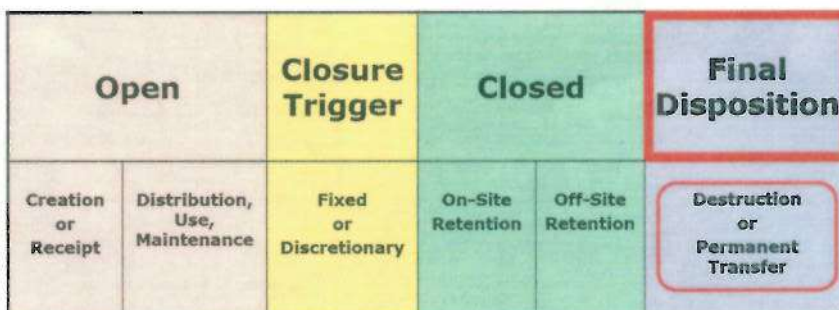 Open
Closure
Trigger
Closed
Final
Disposition
Creation
or
Receipt
Distribution,
Use,
Maintenance
Fixed
or
Discretionary
On-Site
Retention
Off-Site
Retention
Destruction
or
Permanent
Transfer